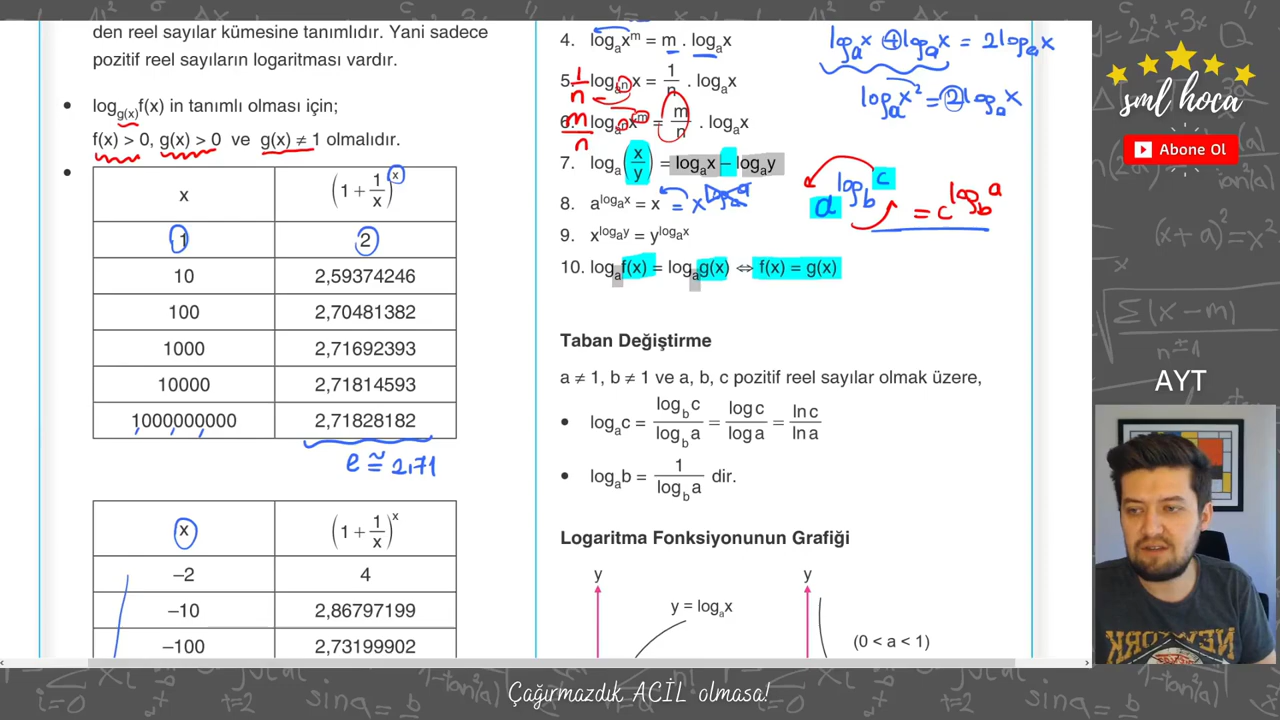 den reel sayılar kümesine tanımlıdır. Yani sadece
pozitif reel sayıların logaritması vardır.
• log_g(x) f(x) in tanımlı olması için;
f(x) > 0, g(x) > 0 ve g(x) ≠ 1 olmalıdır.
•
x (1 + 1/x)^x
1 2
10 2,59374246
100 2,70481382
1000 2,71692393
10000 2,71814593
1000000000 2,71828182
e ≅ 2,71
x (1 + 1/x)^x
–2 4
–10 2,86797199
–100 2,73199902
4. log_a x^m = m . log_a x
5. log_a^n x = 1/n . log_a x
1/n
6. log_a^n x^m = m/n . log_a x
m/n
7. log_a (x/y) = log_a x – log_a y
8. a^log_a x = x = x^log_a a
9. x^log_a y = y^log_a x
10. log_a f(x) = log_a g(x) ⇔ f(x) = g(x)
log_a x + log_a x = 2 log_a x
log_a x² = 2 log_a x
a^log_b c = c^log_b a
Taban Değiştirme
a ≠ 1, b ≠ 1 ve a, b, c pozitif reel sayılar olmak üzere,
• log_a c = log_b c / log_b a = log c / log a = ln c / ln a
• log_a b = 1 / log_b a dir.
Logaritma Fonksiyonunun Grafiği
y y
y = log_a x
(0 < a < 1)
sml hoca
Abone Ol
AYT
NEW YORK
Çağırmazdık ACİL olmasa!